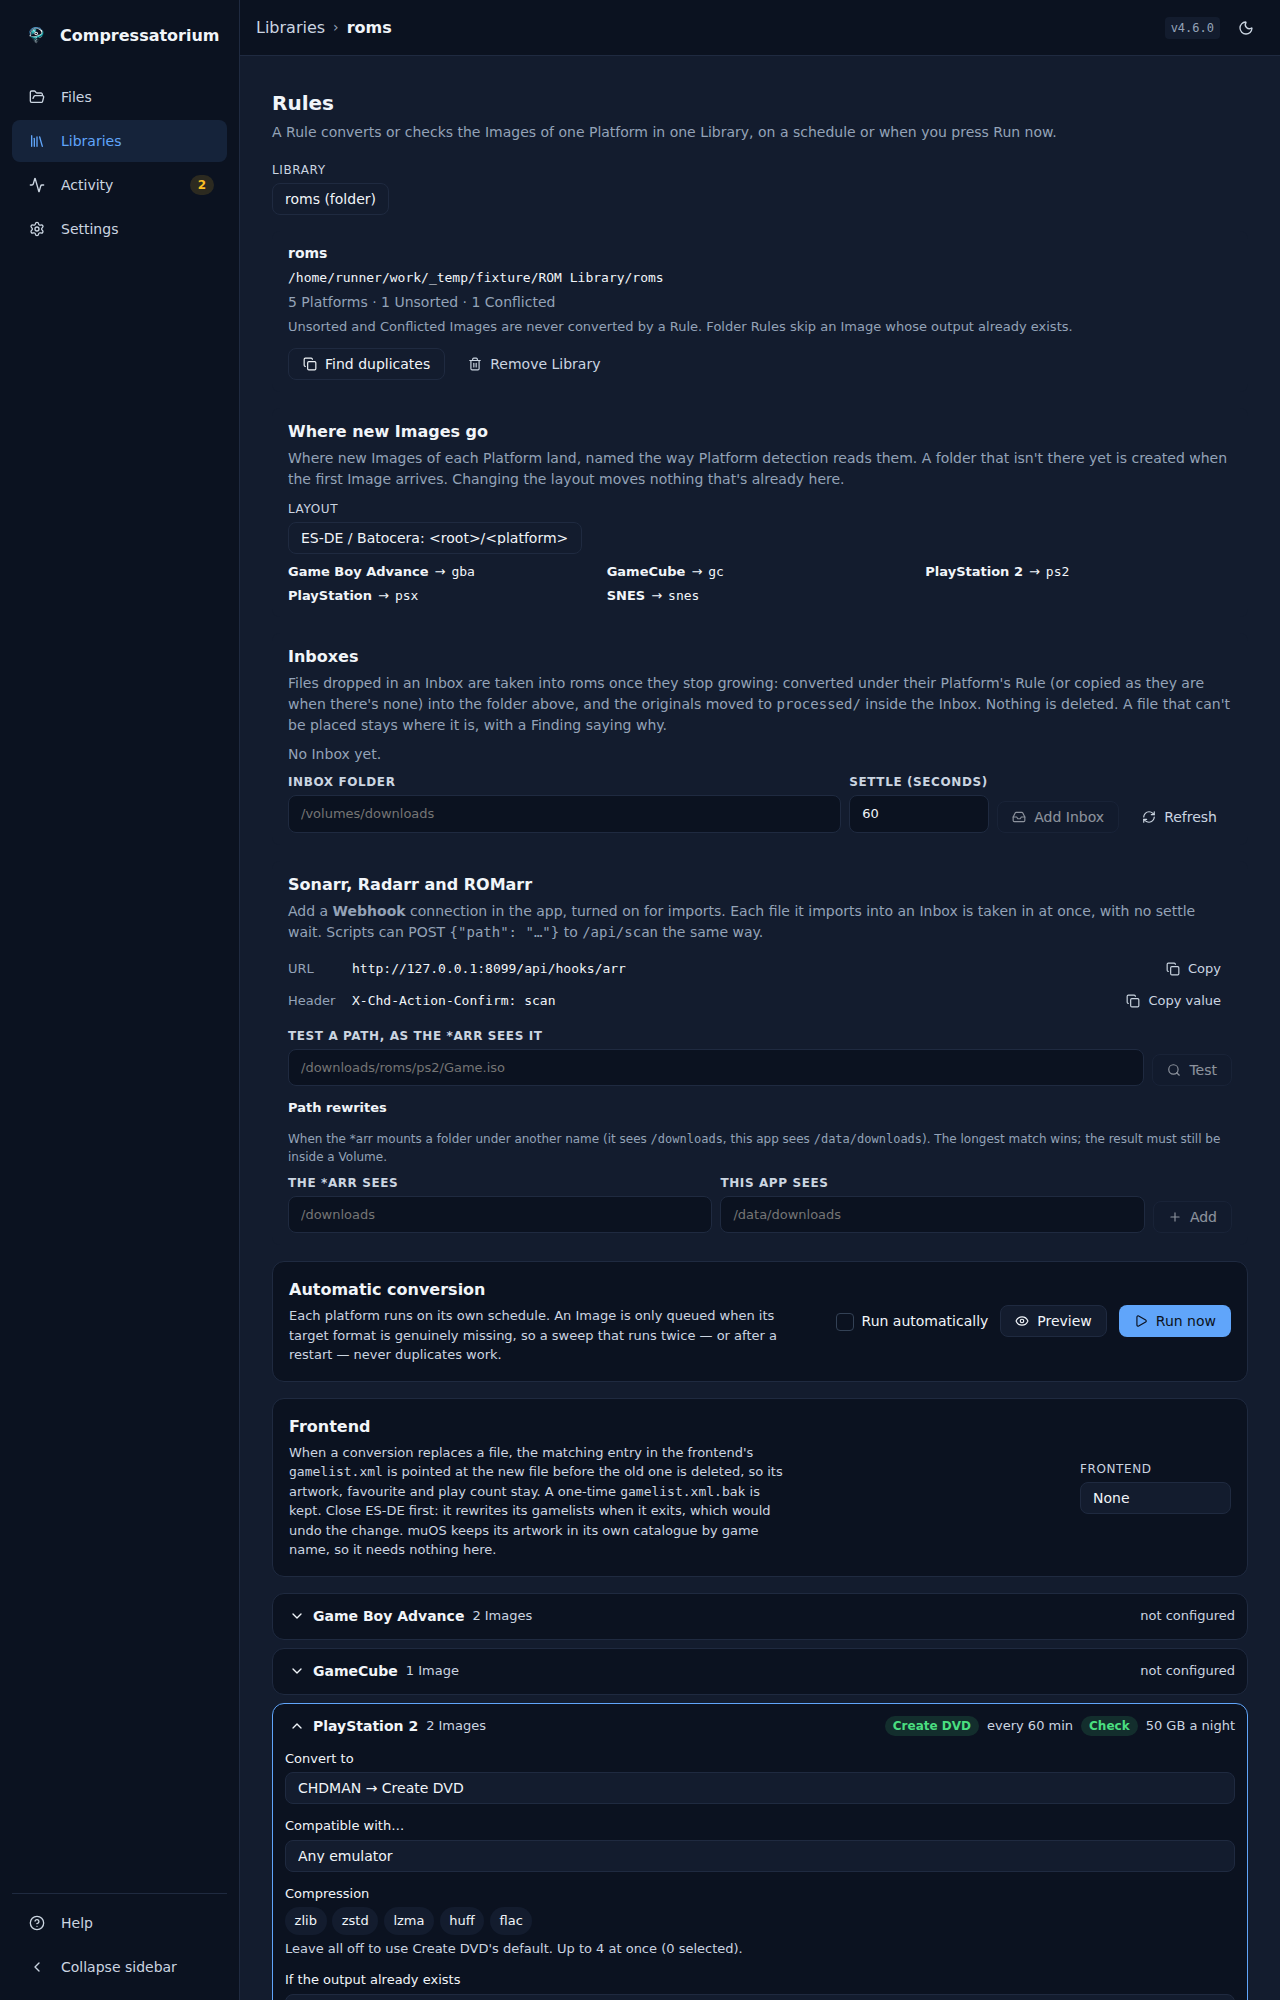 Compressatorium
Libraries › roms
v4.6.0
Files
Libraries
Activity
2
Settings
Rules
A Rule converts or checks the Images of one Platform in one Library, on a schedule or when you press Run now.
LIBRARY
roms (folder)
roms
/home/runner/work/_temp/fixture/ROM Library/roms
5 Platforms · 1 Unsorted · 1 Conflicted
Unsorted and Conflicted Images are never converted by a Rule. Folder Rules skip an Image whose output already exists.
Find duplicates
Remove Library
Where new Images go
Where new Images of each Platform land, named the way Platform detection reads them. A folder that isn't there yet is created when
the first Image arrives. Changing the layout moves nothing that's already here.
LAYOUT
ES-DE / Batocera: <root>/<platform>
Game Boy Advance → gba
GameCube → gc
PlayStation 2 → ps2
PlayStation → psx
SNES → snes
Inboxes
Files dropped in an Inbox are taken into roms once they stop growing: converted under their Platform's Rule (or copied as they are
when there's none) into the folder above, and the originals moved to processed/ inside the Inbox. Nothing is deleted. A file that can't
be placed stays where it is, with a Finding saying why.
No Inbox yet.
INBOX FOLDER
SETTLE (SECONDS)
/volumes/downloads
60
Add Inbox
Refresh
Sonarr, Radarr and ROMarr
Add a Webhook connection in the app, turned on for imports. Each file it imports into an Inbox is taken in at once, with no settle
wait. Scripts can POST {"path": "…"} to /api/scan the same way.
URL
http://127.0.0.1:8099/api/hooks/arr
Copy
Header
X-Chd-Action-Confirm: scan
Copy value
TEST A PATH, AS THE *ARR SEES IT
/downloads/roms/ps2/Game.iso
Test
Path rewrites
When the *arr mounts a folder under another name (it sees /downloads, this app sees /data/downloads). The longest match wins; the result must still be
inside a Volume.
THE *ARR SEES
THIS APP SEES
/downloads
/data/downloads
Add
Automatic conversion
Each platform runs on its own schedule. An Image is only queued when its
target format is genuinely missing, so a sweep that runs twice — or after a
restart — never duplicates work.
Run automatically
Preview
Run now
Frontend
When a conversion replaces a file, the matching entry in the frontend's
gamelist.xml is pointed at the new file before the old one is deleted, so its
artwork, favourite and play count stay. A one-time gamelist.xml.bak is
kept. Close ES-DE first: it rewrites its gamelists when it exits, which would
undo the change. muOS keeps its artwork in its own catalogue by game
name, so it needs nothing here.
FRONTEND
None
Game Boy Advance 2 Images
not configured
GameCube 1 Image
not configured
PlayStation 2 2 Images
Create DVD every 60 min Check 50 GB a night
Convert to
CHDMAN → Create DVD
Compatible with…
Any emulator
Compression
zlib zstd lzma huff flac
Leave all off to use Create DVD's default. Up to 4 at once (0 selected).
If the output already exists
Help
Collapse sidebar